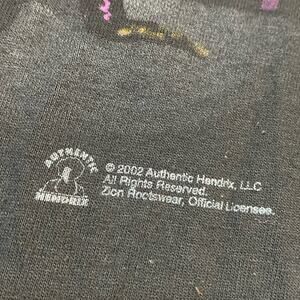 AUTHENTIC
HENDRIX
© 2002 Authentic Hendrix, LLC
All Rights Reserved.
Zion Rootswear, Official Licensee.